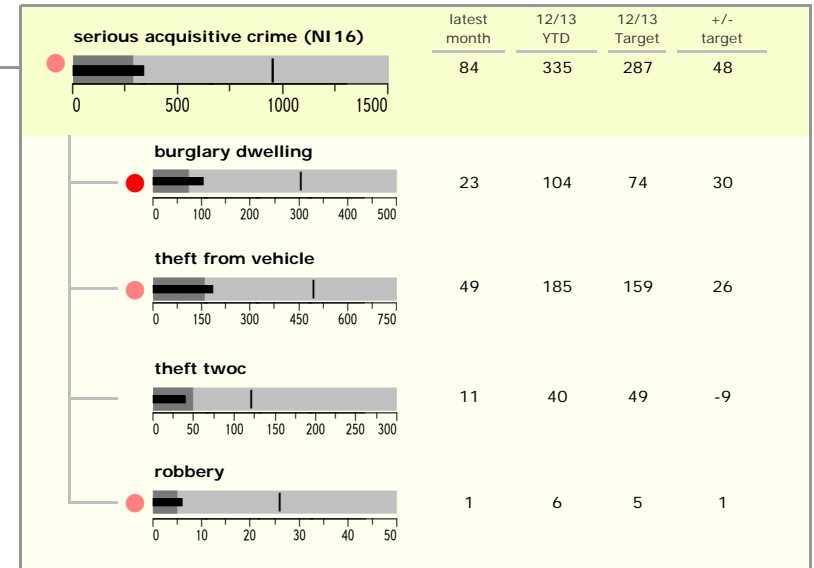 latest 12/13 12/13 +/-
month YTD Target target
serious acquisitive crime (NI16)
84 335 287 48
0 500 1000 1500
burglary dwelling
23 104 74 30
0 100 200 300 400 500
theft from vehicle
49 185 159 26
0 150 300 450 600 750
theft twoc
11 40 49 -9
0 50 100 150 200 250 300
robbery
1 6 5 1
0 10 20 30 40 50